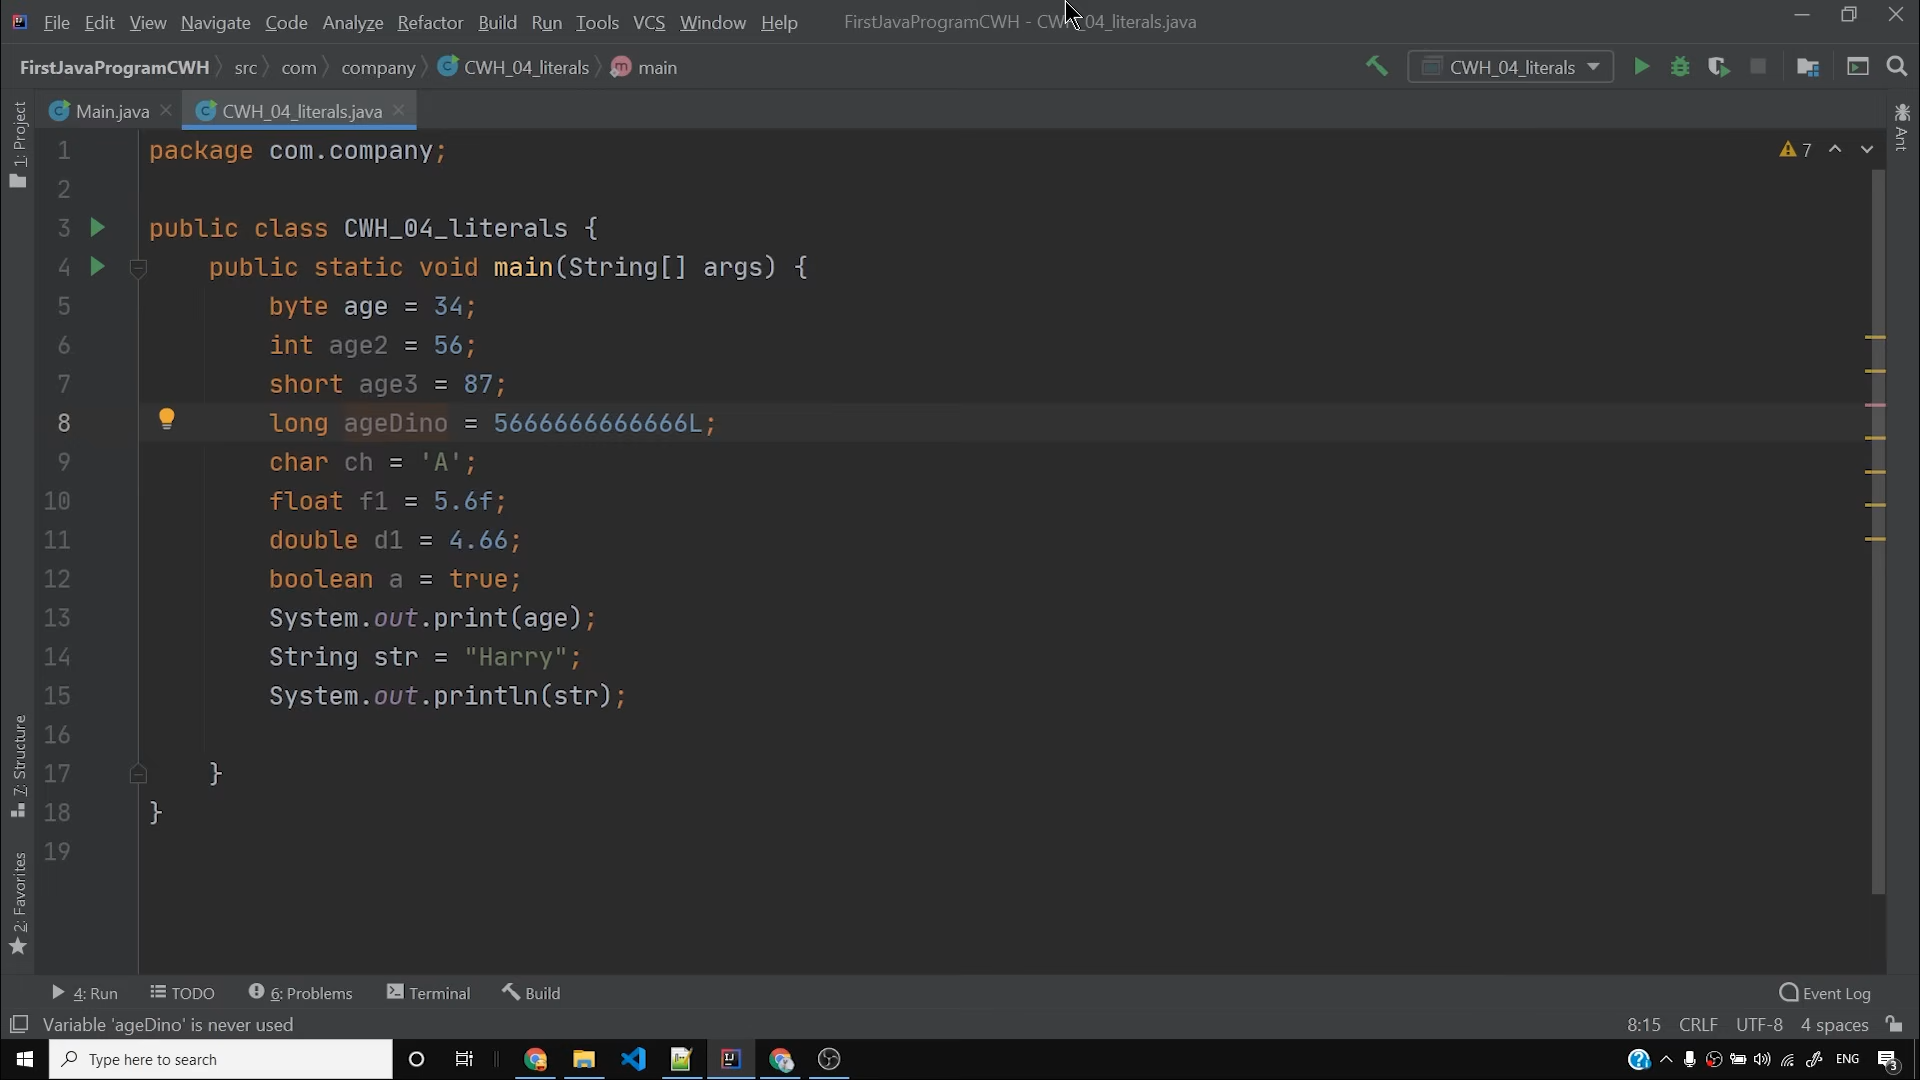 File Edit View Navigate Code Analyze Refactor Build Run Tools VCS Window Help FirstJavaProgramCWH - CWH_04_literals.java
FirstJavaProgramCWH src com company CWH_04_literals main CWH_04_literals
Main.java CWH_04_literals.java
1 package com.company;
2
3 public class CWH_04_literals {
4 public static void main(String[] args) {
5 byte age = 34;
6 int age2 = 56;
7 short age3 = 87;
8 long ageDino = 5666666666666L;
9 char ch = 'A';
10 float f1 = 5.6f;
11 double d1 = 4.66;
12 boolean a = true;
13 System.out.print(age);
14 String str = "Harry";
15 System.out.println(str);
16
17 }
18 }
19
7
1: Project
7: Structure
2: Favorites
Ant
4: Run TODO 6: Problems Terminal Build Event Log
Variable 'ageDino' is never used 8:15 CRLF UTF-8 4 spaces
Type here to search ENG 3